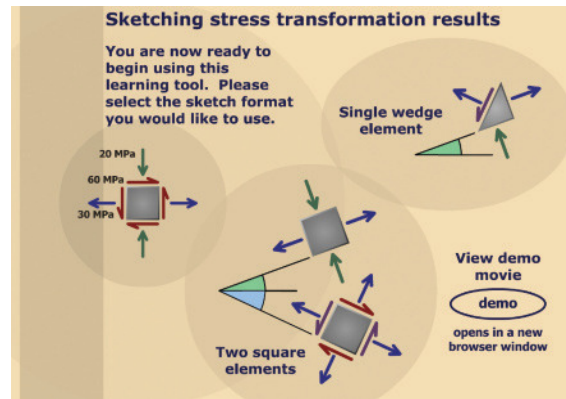 Sketching stress transformation results
You are now ready to
begin using this
learning tool. Please
select the sketch format
you would like to use.
Single wedge
element
20 MPa
60 MPa
30 MPa
View demo
movie
demo
opens in a new
browser window
Two square
elements